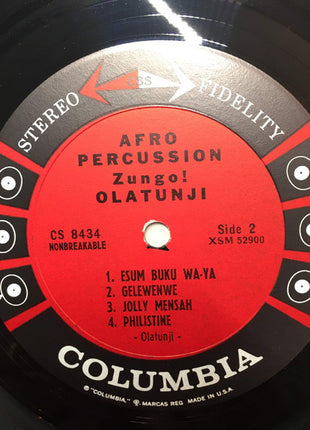 STEREO CBS FIDELITY
AFRO
PERCUSSION
Zungo!
OLATUNJI
CS 8434 Side 2
NONBREAKABLE XSM 52900
1. ESUM BUKU WA-YA
2. GELEWENWE
3. JOLLY MENSAH
4. PHILISTINE
- Olatunji -
COLUMBIA
® "COLUMBIA," MARCAS REG. MADE IN U.S.A.